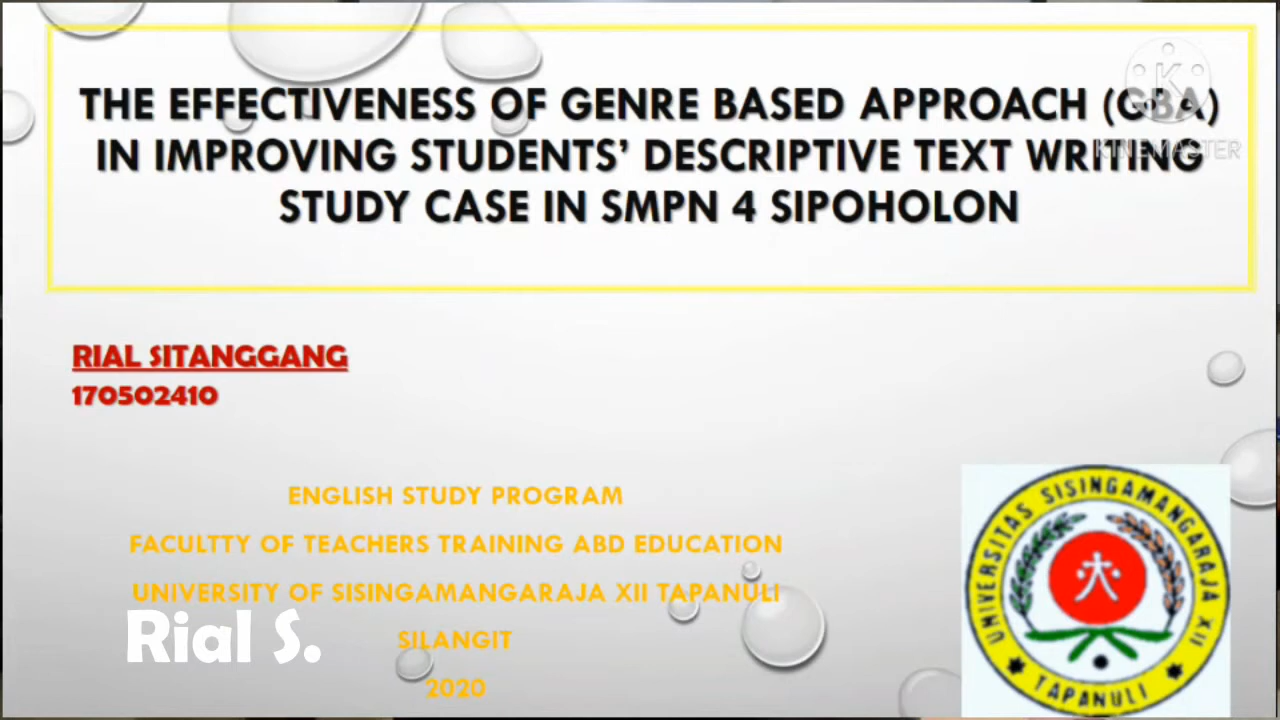 THE EFFECTIVENESS OF GENRE BASED APPROACH (GBA)
IN IMPROVING STUDENTS’ DESCRIPTIVE TEXT WRITING
STUDY CASE IN SMPN 4 SIPOHOLON
KINEMASTER
RIAL SITANGGANG
170502410
ENGLISH STUDY PROGRAM
FACULTTY OF TEACHERS TRAINING ABD EDUCATION
UNIVERSITY OF SISINGAMANGARAJA XII TAPANULI
SILANGIT
2020
Rial S.
UNIVERSITAS SISINGAMANGARAJA XII
TAPANULI